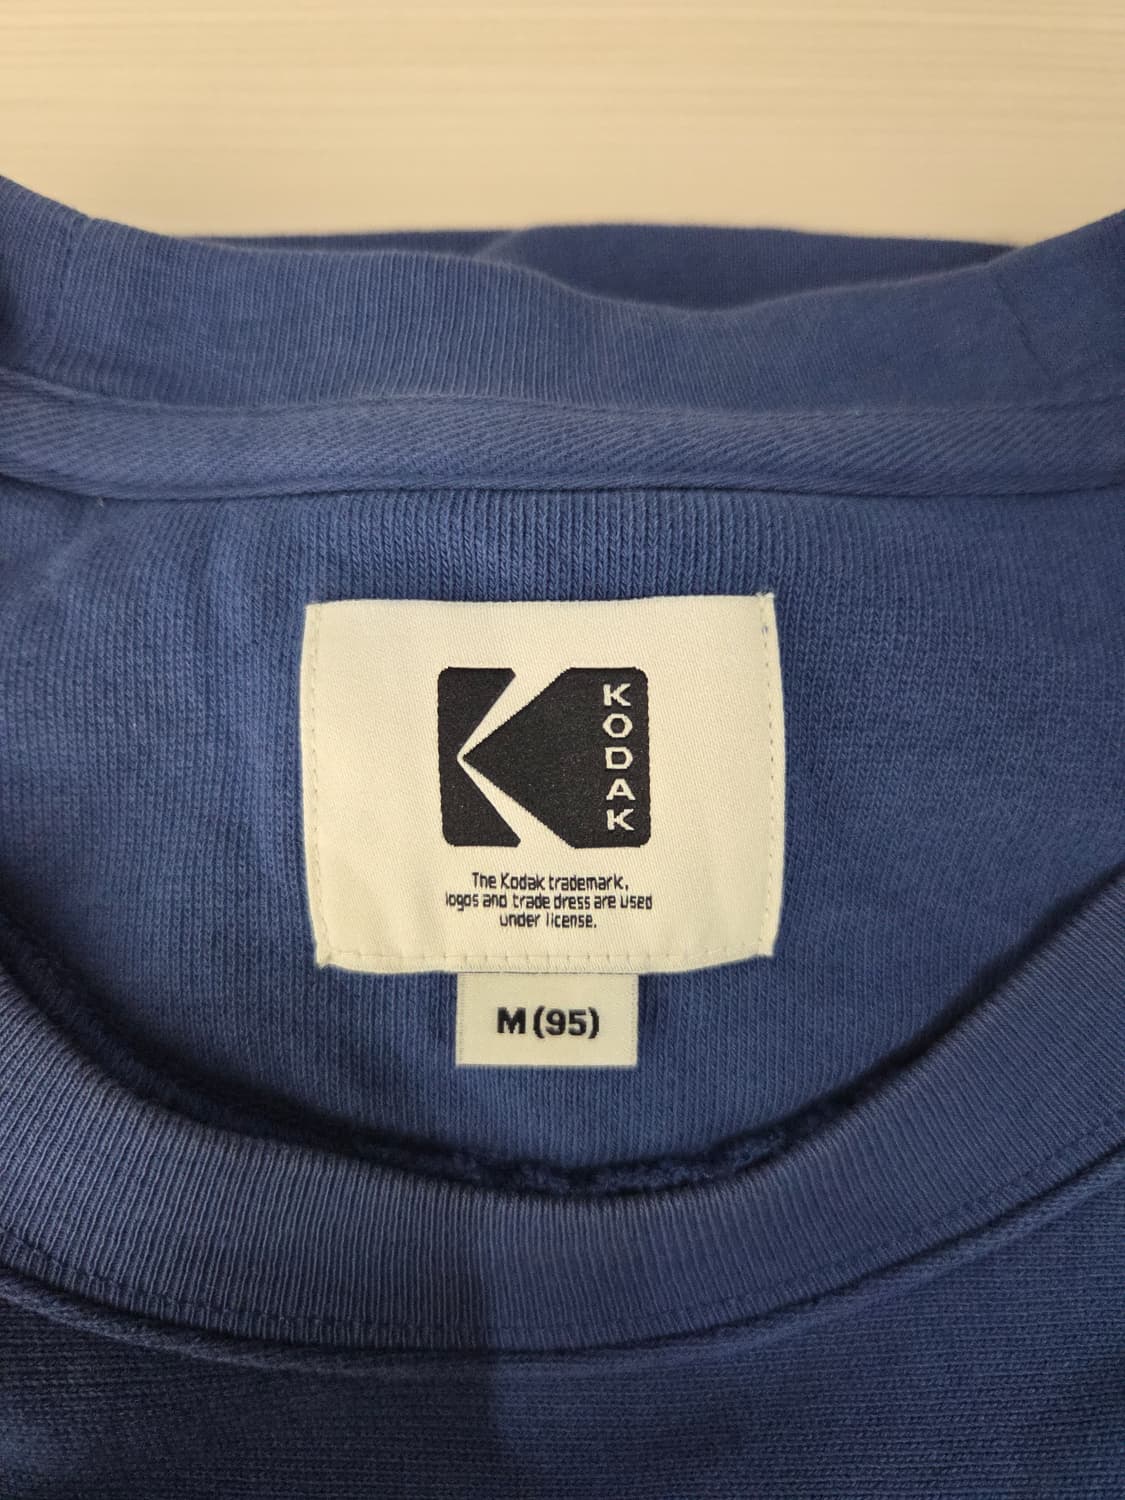 KODAK
The Kodak trademark,
logos and trade dress are used
under license.
M (95)